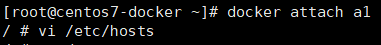 [root@centos7-docker ~]# docker attach a1
/ # vi /etc/hosts